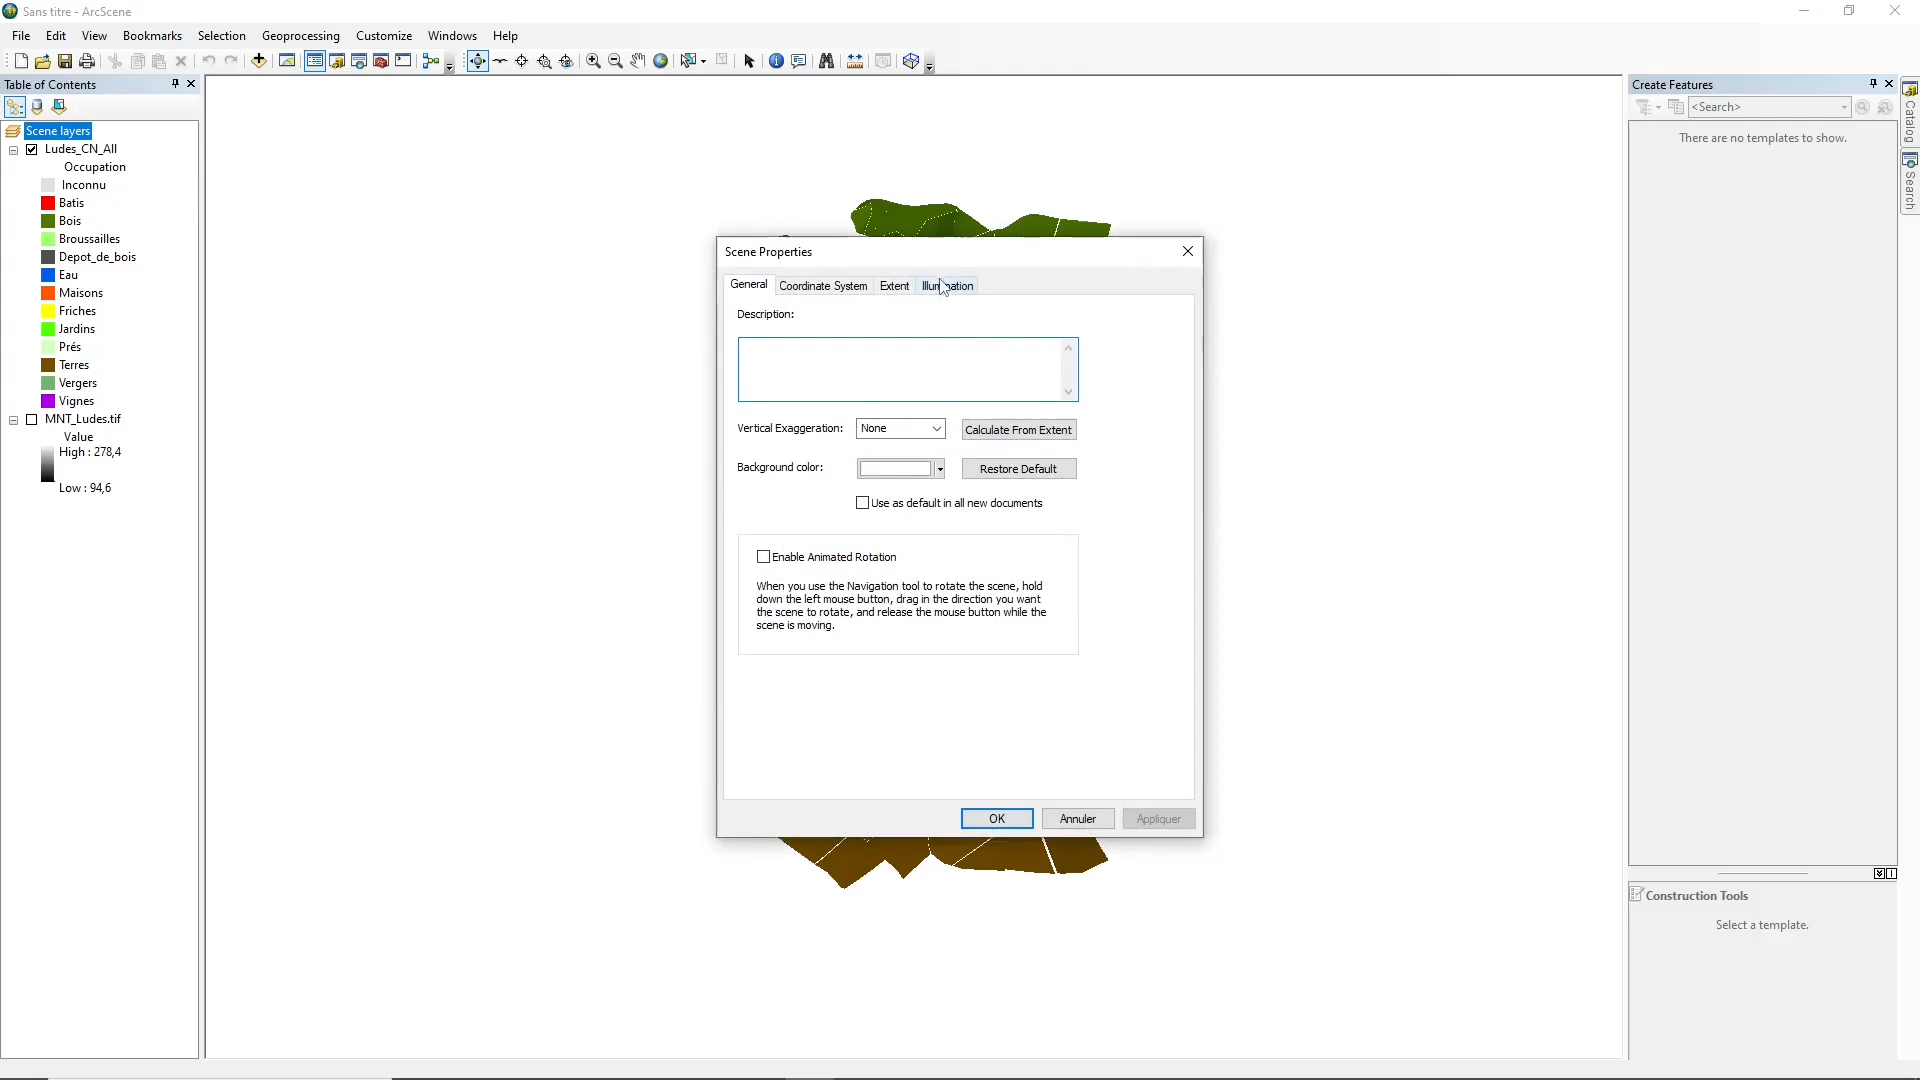 Sans titre - ArcScene
File Edit View Bookmarks Selection Geoprocessing Customize Windows Help
Table of Contents
Scene layers
Ludes_CN_All
Occupation
Inconnu
Batis
Bois
Broussailles
Depot_de_bois
Eau
Maisons
Friches
Jardins
Prés
Terres
Vergers
Vignes
MNT_Ludes.tif
Value
High : 278,4
Low : 94,6
Scene Properties
General Coordinate System Extent Illumination
Description:
Vertical Exaggeration: None Calculate From Extent
Background color: Restore Default
Use as default in all new documents
Enable Animated Rotation
When you use the Navigation tool to rotate the scene, hold
down the left mouse button, drag in the direction you want
the scene to rotate, and release the mouse button while the
scene is moving.
OK Annuler Appliquer
Create Features
<Search>
There are no templates to show.
Construction Tools
Select a template.
Catalog
Search